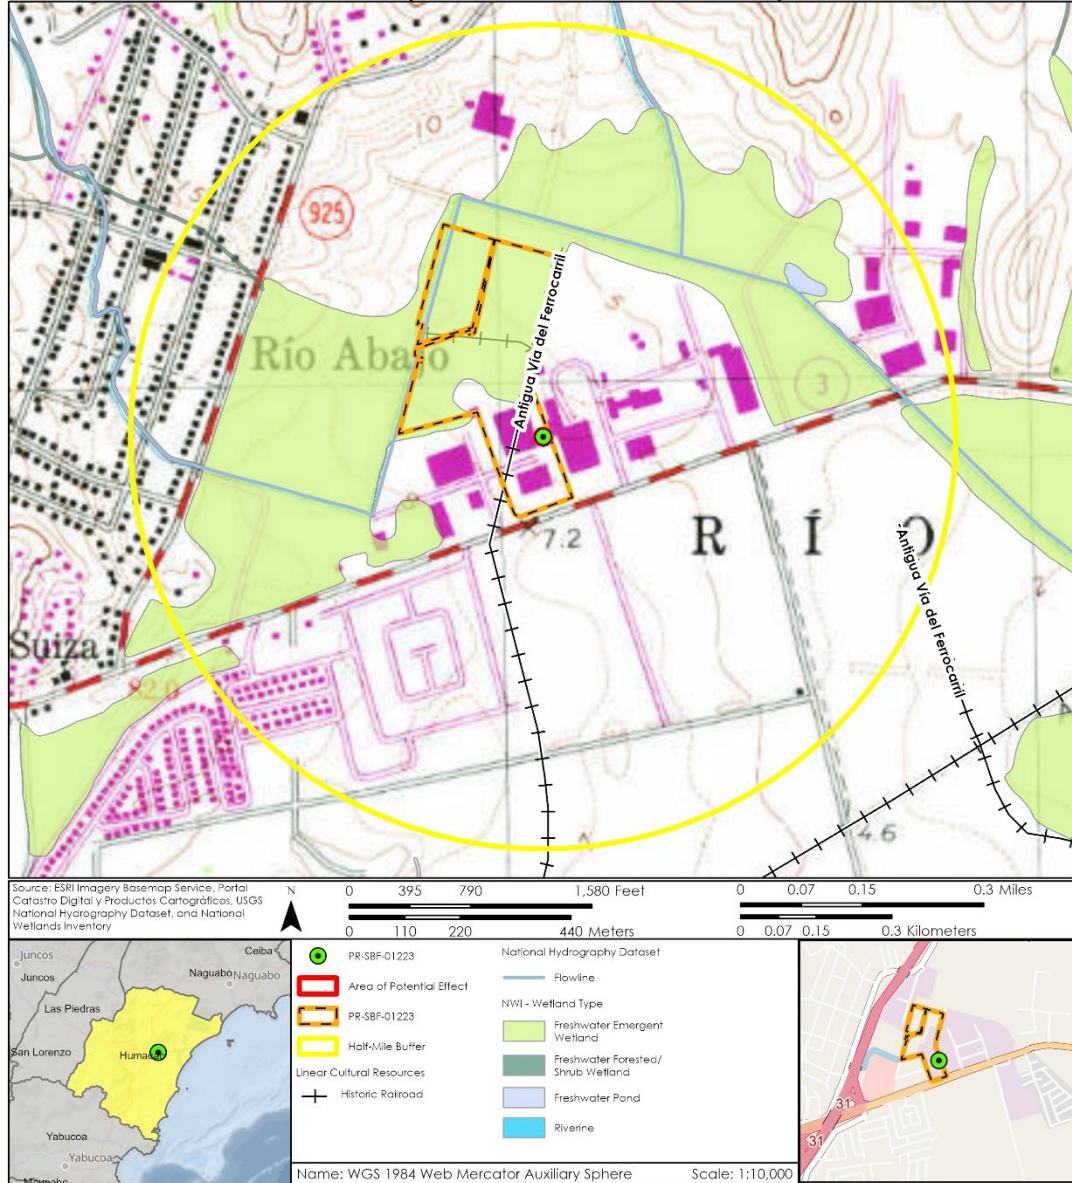 10
10
5
925
Río Abajo
Antigua Vía del Ferrocarril
5
3
7.2
R Í O
2
Antigua Vía del Ferrocarril
Suiza
920
4.6
Source: ESRI Imagery Basemap Service, Portal
Catastro Digital y Productos Cartográficos, USGS
National Hydrography Dataset, and National
Wetlands Inventory
N
0 395 790 1,580 Feet
0 110 220 440 Meters
0 0.07 0.15 0.3 Miles
0 0.07 0.15 0.3 Kilometers
Juncos
Juncos
Ceiba
Naguabo
Naguabo
Las Piedras
San Lorenzo
Humacao
Yabucoa
Yabucoa
Maunabo
PR-SBF-01223
Area of Potential Effect
PR-SBF-01223
Half-Mile Buffer
Linear Cultural Resources
Historic Railroad
National Hydrography Dataset
Flowline
NWI - Wetland Type
Freshwater Emergent
Wetland
Freshwater Forested/
Shrub Wetland
Freshwater Pond
Riverine
Name: WGS 1984 Web Mercator Auxiliary Sphere
Scale: 1:10,000
31
31